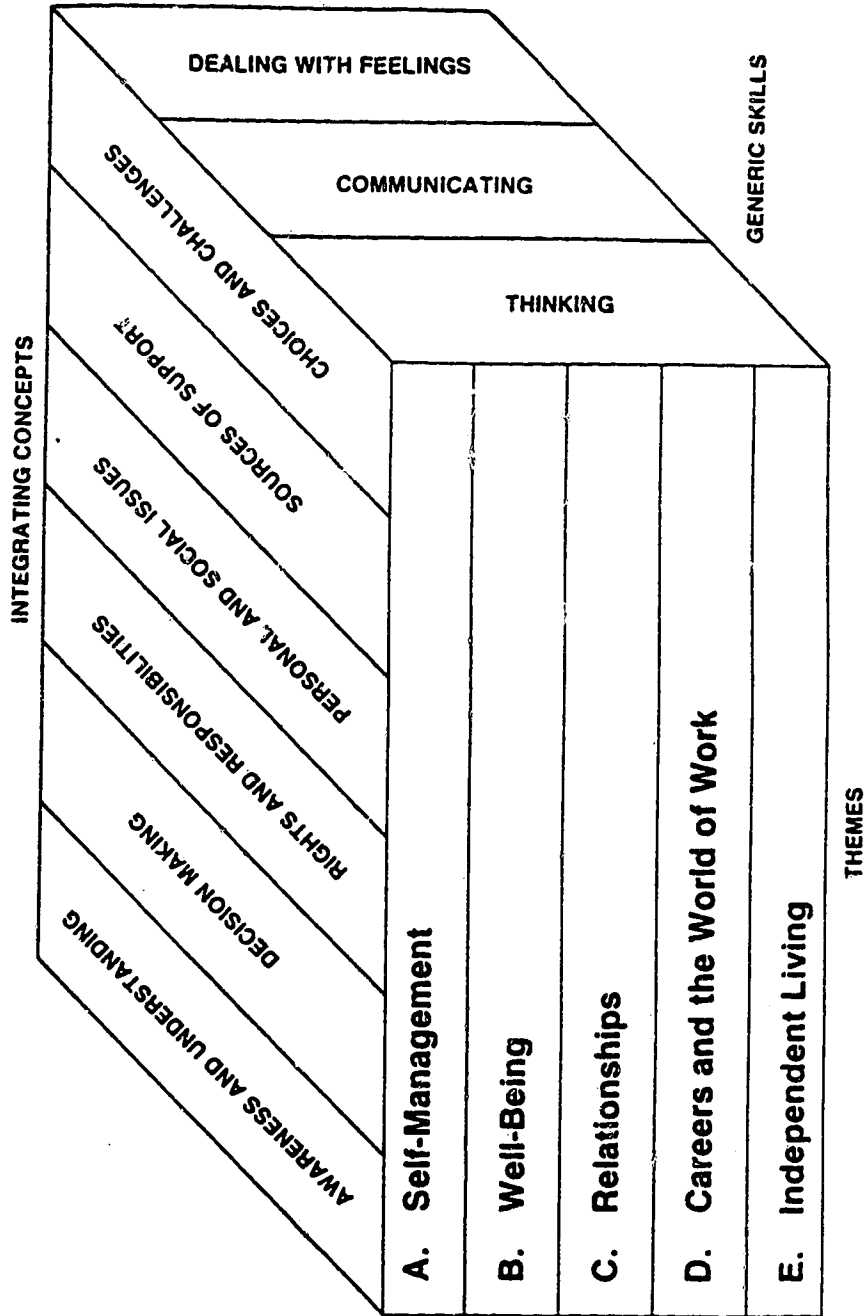 INTEGRATING CONCEPTS
AWARENESS AND UNDERSTANDING
DECISION MAKING
RIGHTS AND RESPONSIBILITIES
PERSONAL AND SOCIAL ISSUES
SOURCES OF SUPPORT
CHOICES AND CHALLENGES
DEALING WITH FEELINGS
COMMUNICATING
THINKING
GENERIC SKILLS
A. Self-Management
B. Well-Being
C. Relationships
D. Careers and the World of Work
E. Independent Living
THEMES